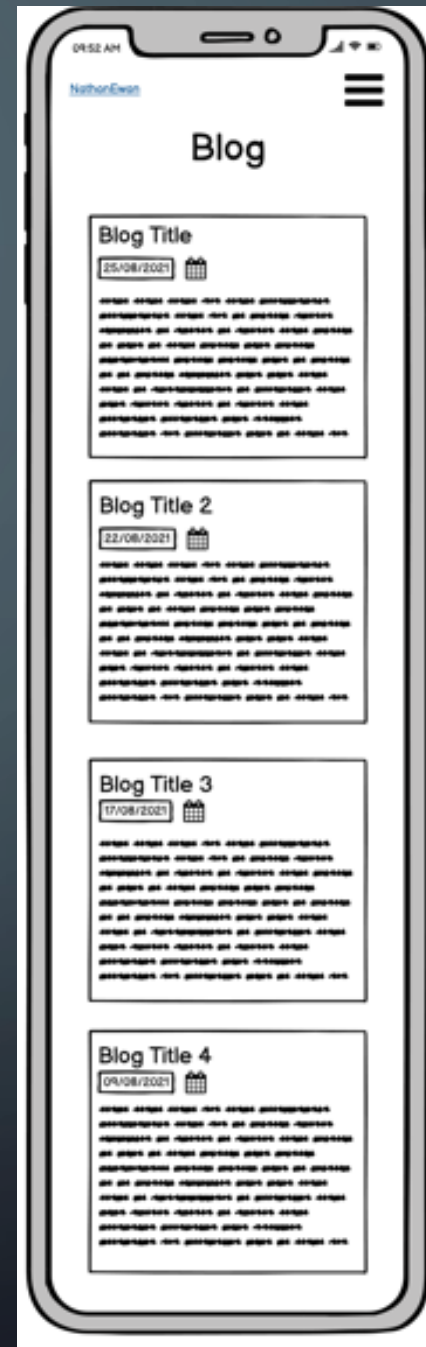 09:52 AM
NathanEwan
Blog
Blog Title
25/08/2021
Blog Title 2
22/08/2021
Blog Title 3
17/08/2021
Blog Title 4
09/08/2021